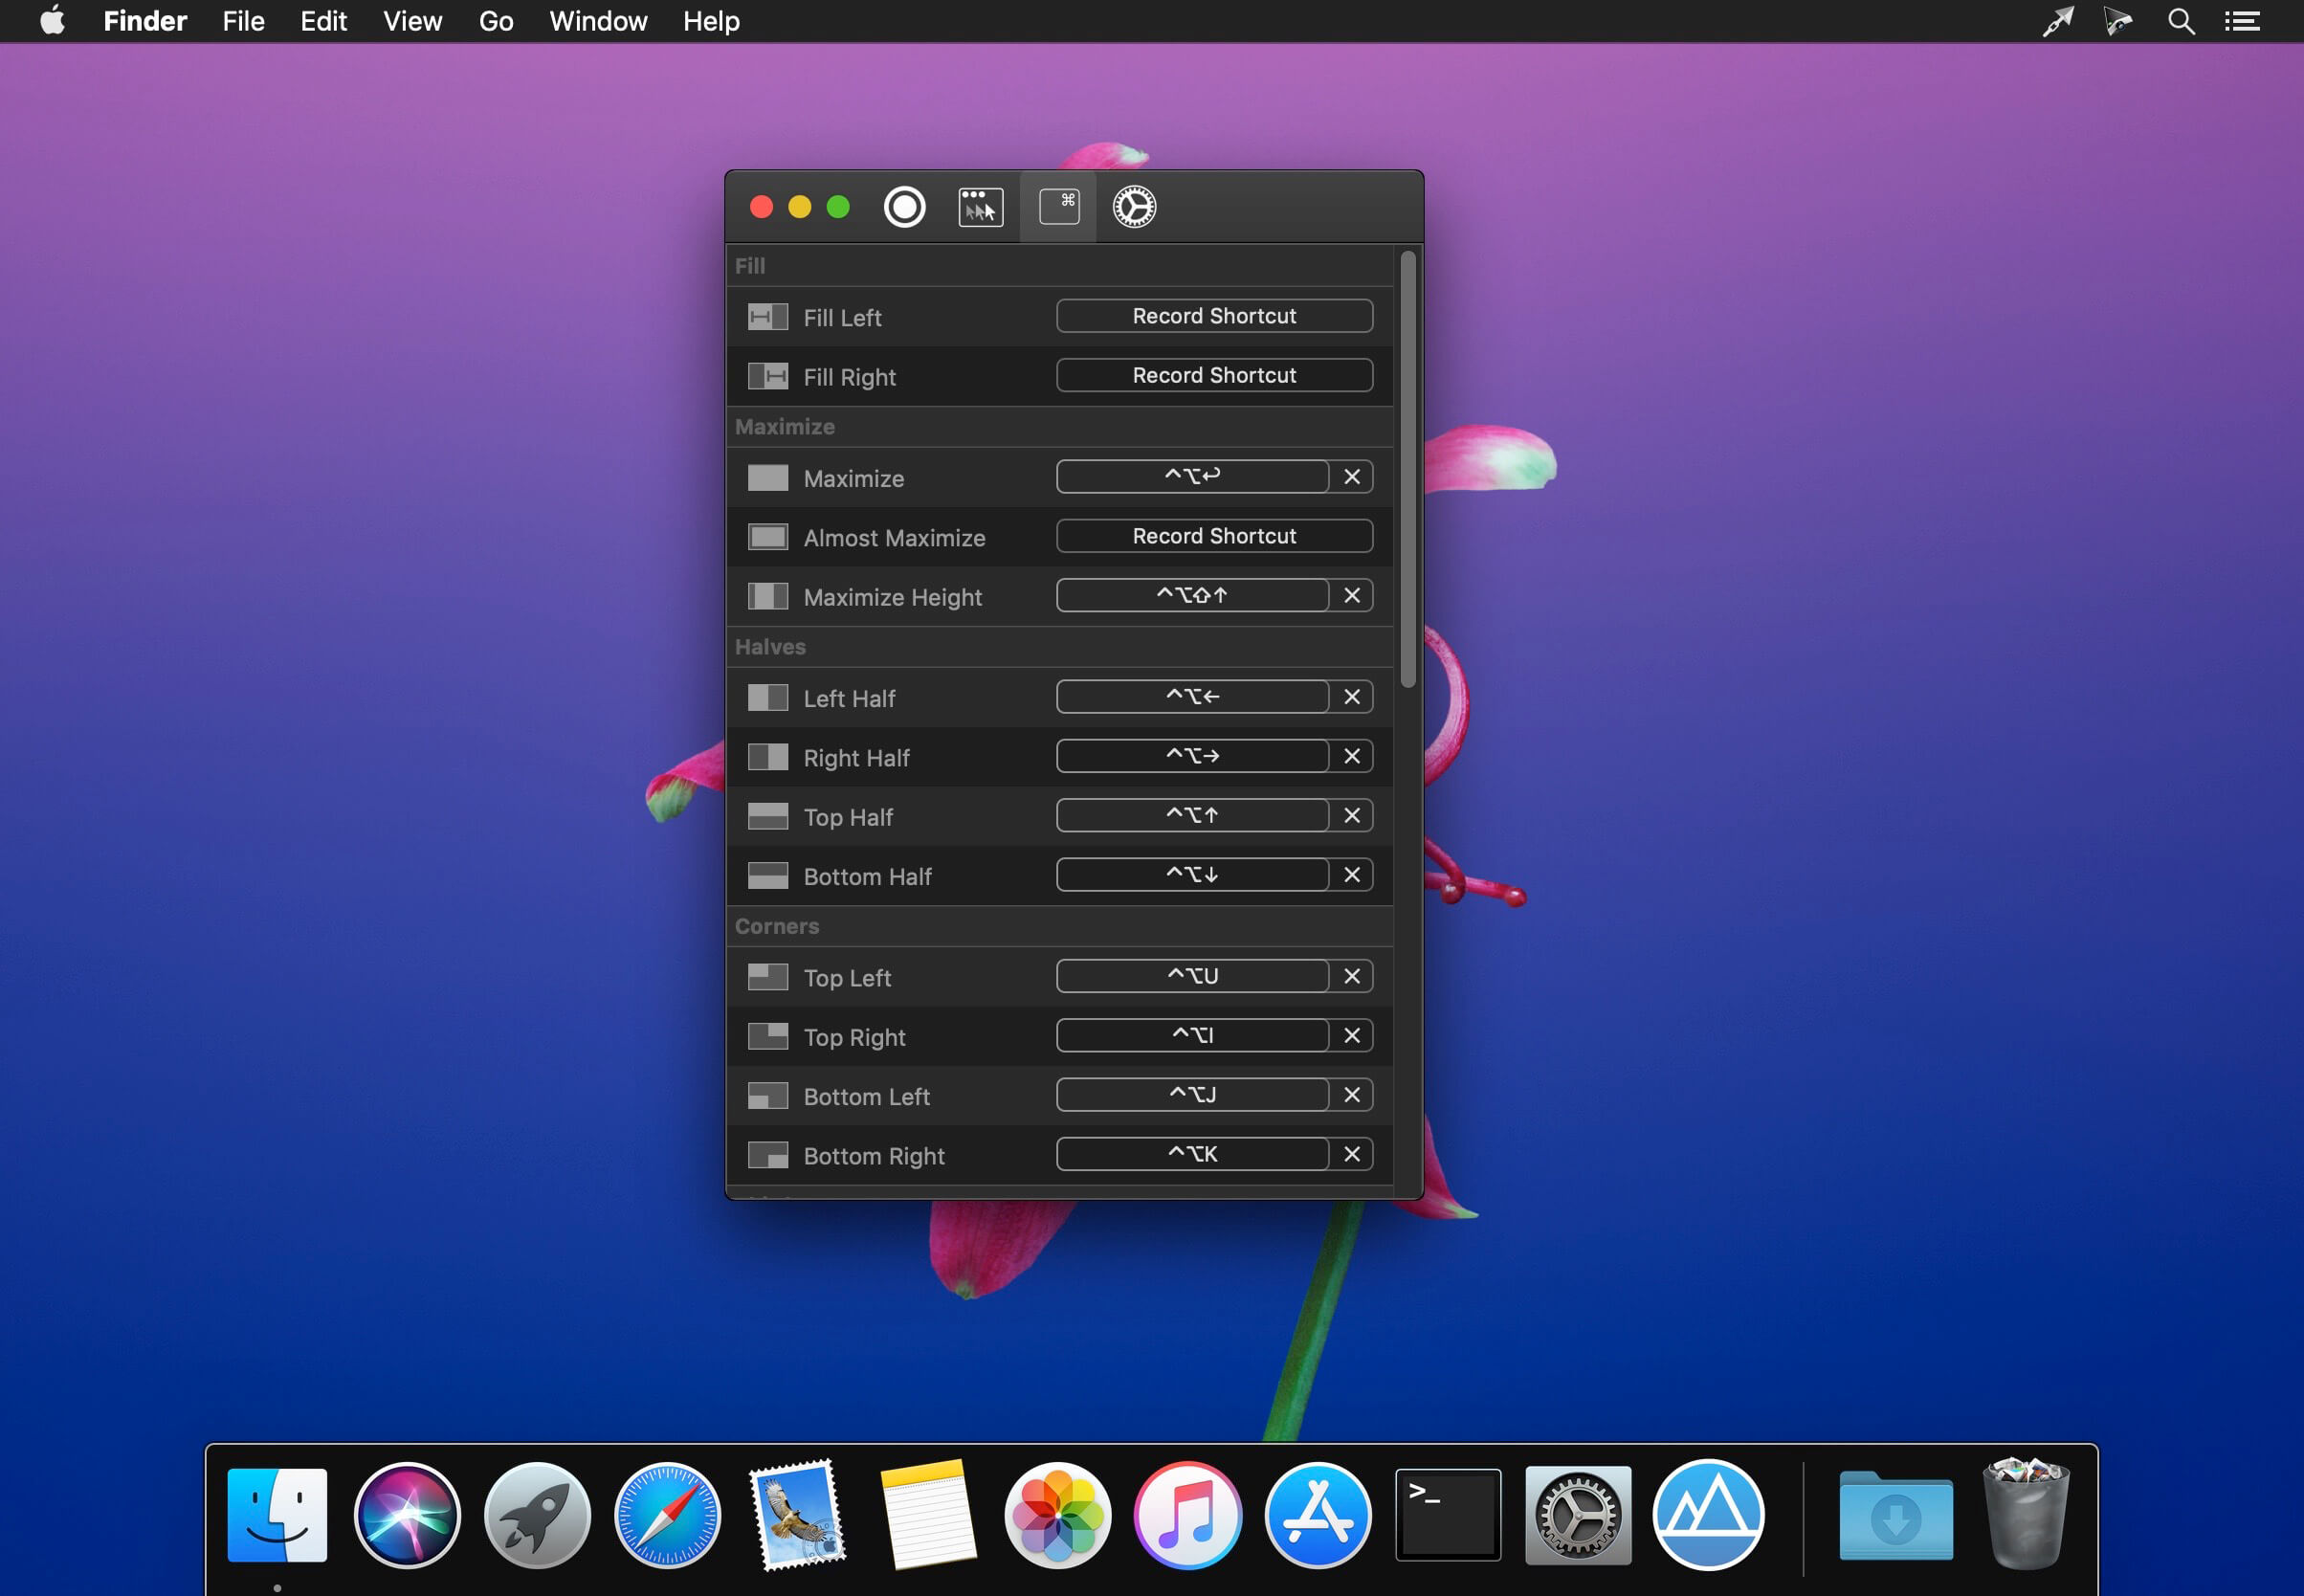 Finder File Edit View Go Window Help
⌘
Fill
Fill Left Record Shortcut
Fill Right Record Shortcut
Maximize
Maximize ^⌥↩ ✕
Almost Maximize Record Shortcut
Maximize Height ^⌥⇧↑ ✕
Halves
Left Half ^⌥← ✕
Right Half ^⌥→ ✕
Top Half ^⌥↑ ✕
Bottom Half ^⌥↓ ✕
Corners
Top Left ^⌥U ✕
Top Right ^⌥I ✕
Bottom Left ^⌥J ✕
Bottom Right ^⌥K ✕
>_